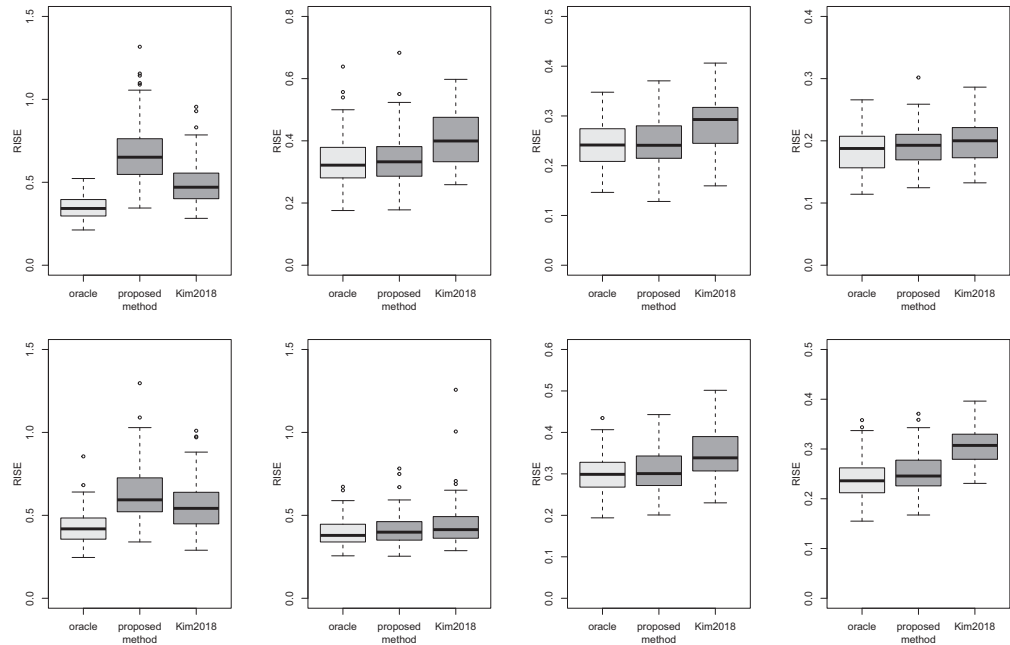 RISE
0.0 0.5 1.0 1.5
oracle proposed Kim2018
method
RISE
0.0 0.2 0.4 0.6 0.8
oracle proposed Kim2018
method
RISE
0.0 0.1 0.2 0.3 0.4 0.5
oracle proposed Kim2018
method
RISE
0.0 0.1 0.2 0.3 0.4
oracle proposed Kim2018
method
RISE
0.0 0.5 1.0 1.5
oracle proposed Kim2018
method
RISE
0.0 0.5 1.0 1.5
oracle proposed Kim2018
method
RISE
0.0 0.1 0.2 0.3 0.4 0.5 0.6
oracle proposed Kim2018
method
RISE
0.0 0.1 0.2 0.3 0.4 0.5
oracle proposed Kim2018
method